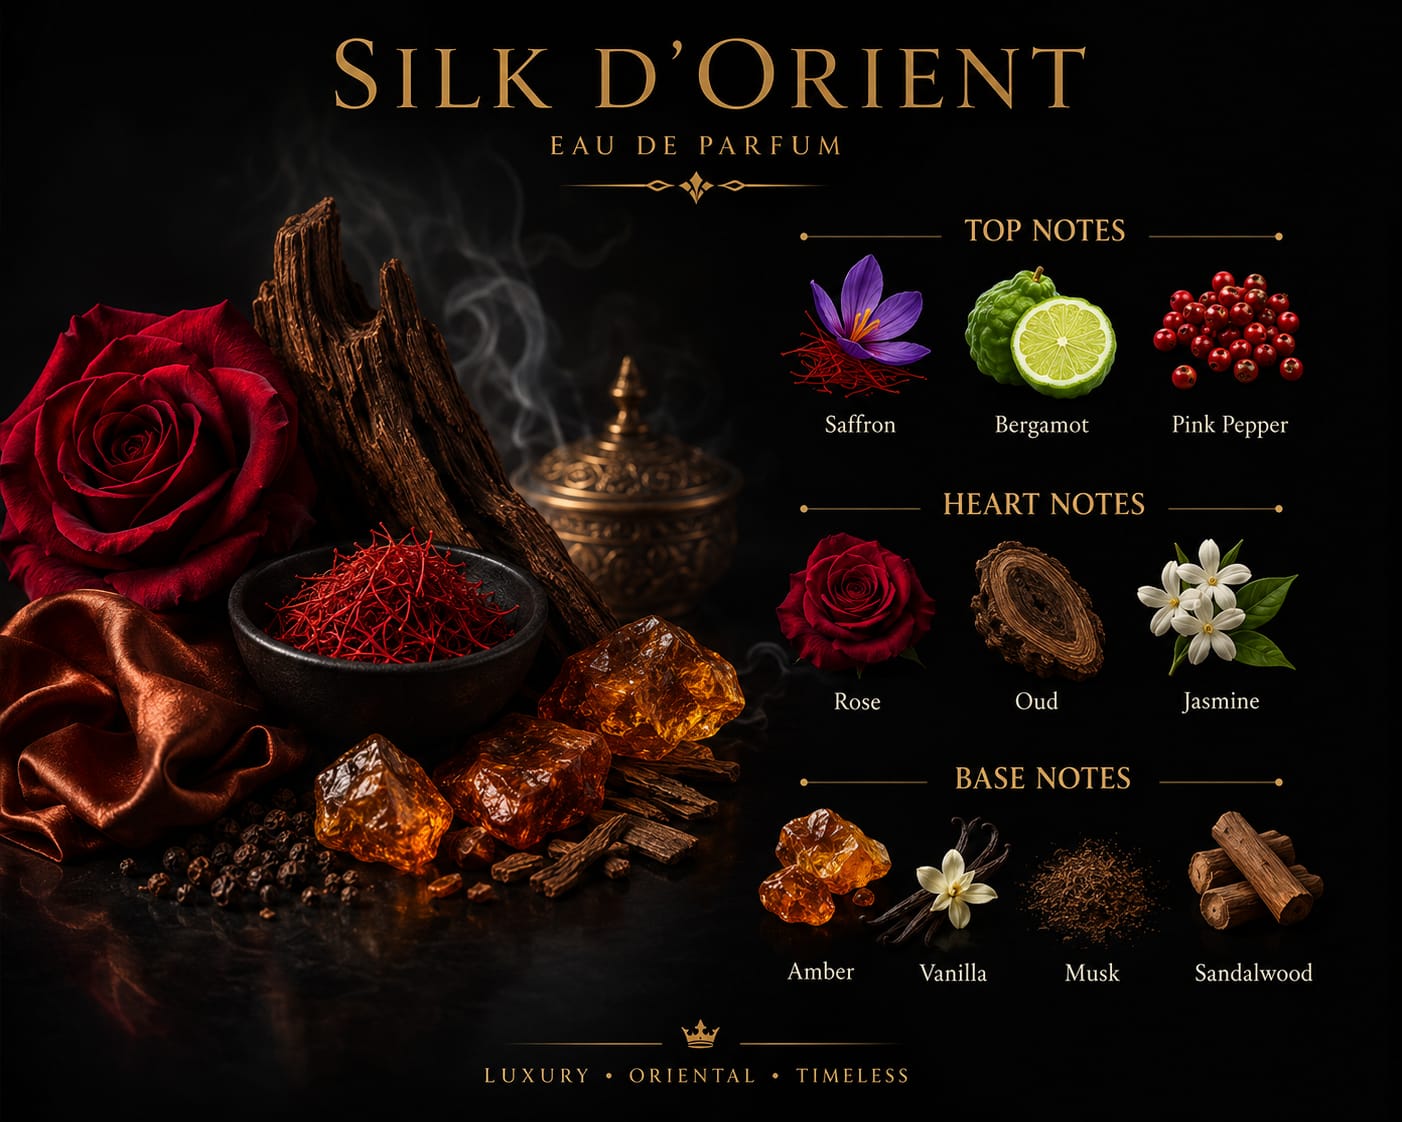 SILK D'ORIENT
EAU DE PARFUM
TOP NOTES
Saffron Bergamot Pink Pepper
HEART NOTES
Rose Oud Jasmine
BASE NOTES
Amber Vanilla Musk Sandalwood
LUXURY • ORIENTAL • TIMELESS